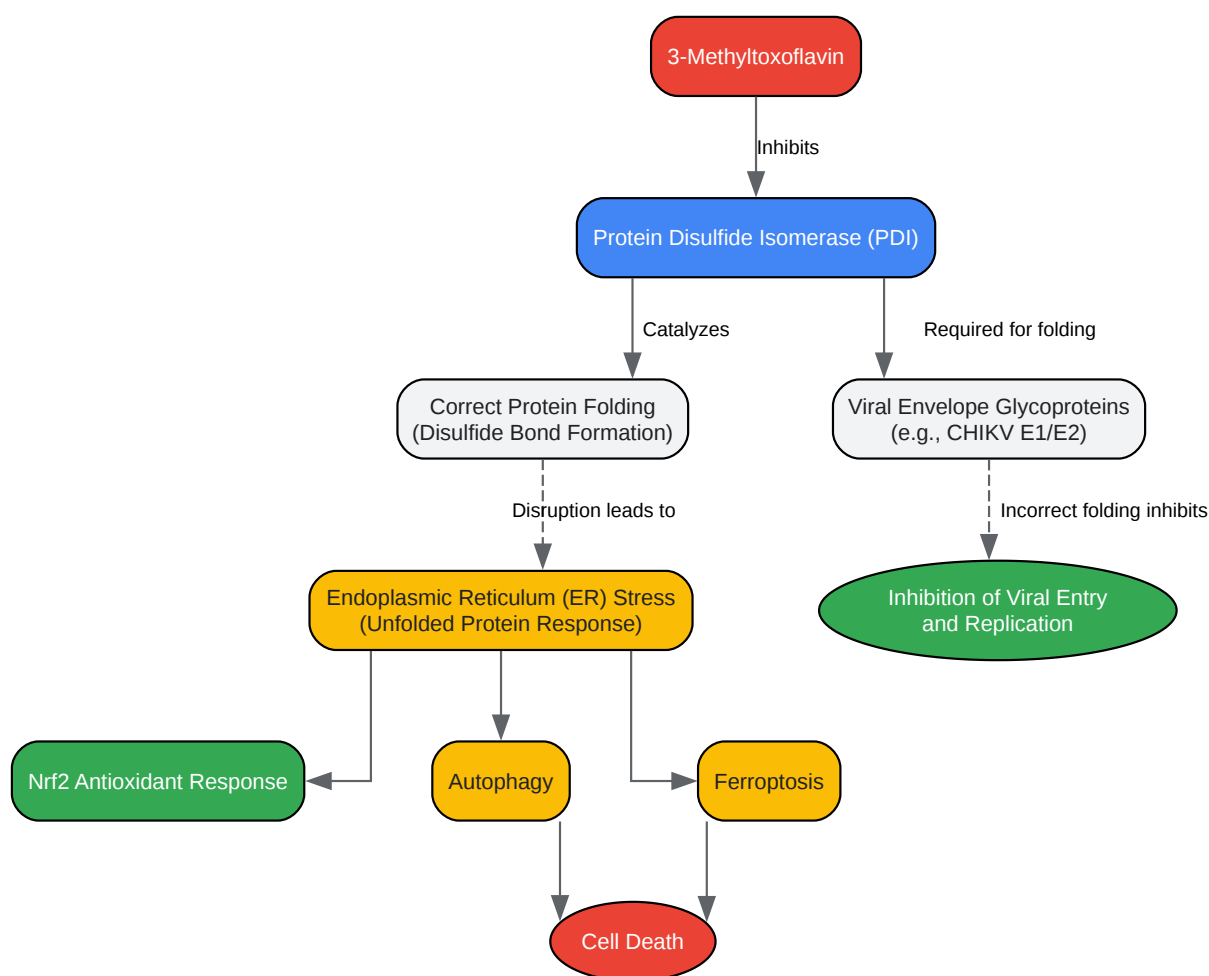 3-Methyltoxoflavin
Inhibits
Protein Disulfide Isomerase (PDI)
Catalyzes
Required for folding
Correct Protein Folding
(Disulfide Bond Formation)
Viral Envelope Glycoproteins
(e.g., CHIKV E1/E2)
Disruption leads to
Incorrect folding inhibits
Endoplasmic Reticulum (ER) Stress
(Unfolded Protein Response)
Inhibition of Viral Entry
and Replication
Nrf2 Antioxidant Response
Autophagy
Ferroptosis
Cell Death